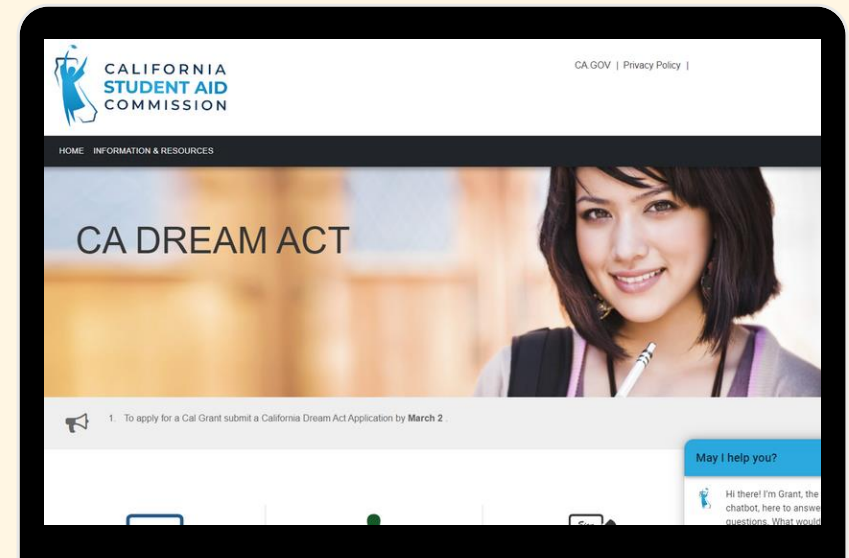 CALIFORNIA
STUDENT AID
COMMISSION
CA.GOV | Privacy Policy |
HOME INFORMATION & RESOURCES
CA DREAM ACT
1. To apply for a Cal Grant submit a California Dream Act Application by March 2 .
May I help you?
Hi there! I'm Grant, the
chatbot, here to answe
questions. What would